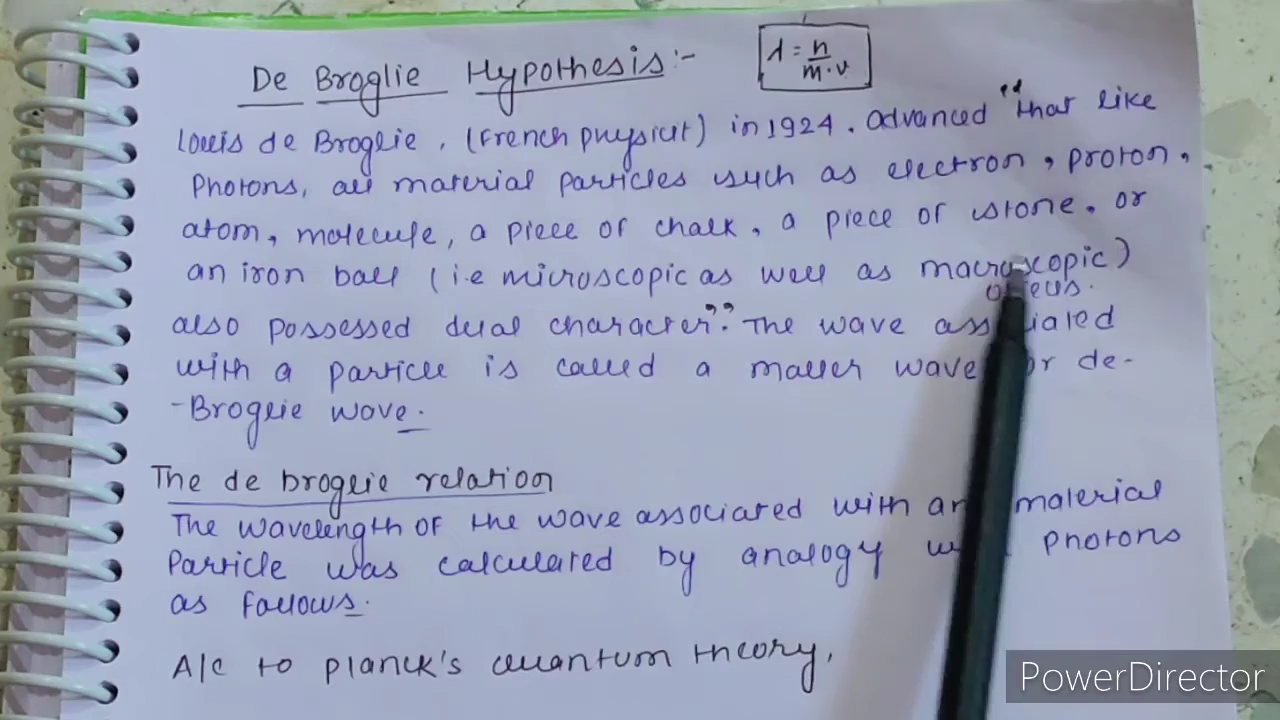 De Broglie Hypothesis :-
λ = h / m.v
Louis de Broglie, (French physicit) in 1924. advanced "that like
Photons, all material particles such as electron, proton,
atom, molecule, a piece of chalk, a piece of stone. or
an iron ball (i.e microscopic as well as macroscopic)
also possessed dual character". The wave
with a particle is called a matter wave or de-
-Broglie wave.
The de broglie relation
The wavelength of the wave associated with material
Particle was calculated by analogy photons
as follows.
A/c to planck's quantum theory,
PowerDirector